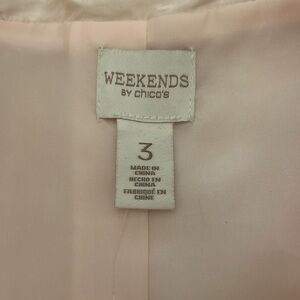 WEEKENDS
BY CHICO'S
3
MADE IN
CHINA
HECHO EN
CHINA
FABRIQUÉ EN
CHINE